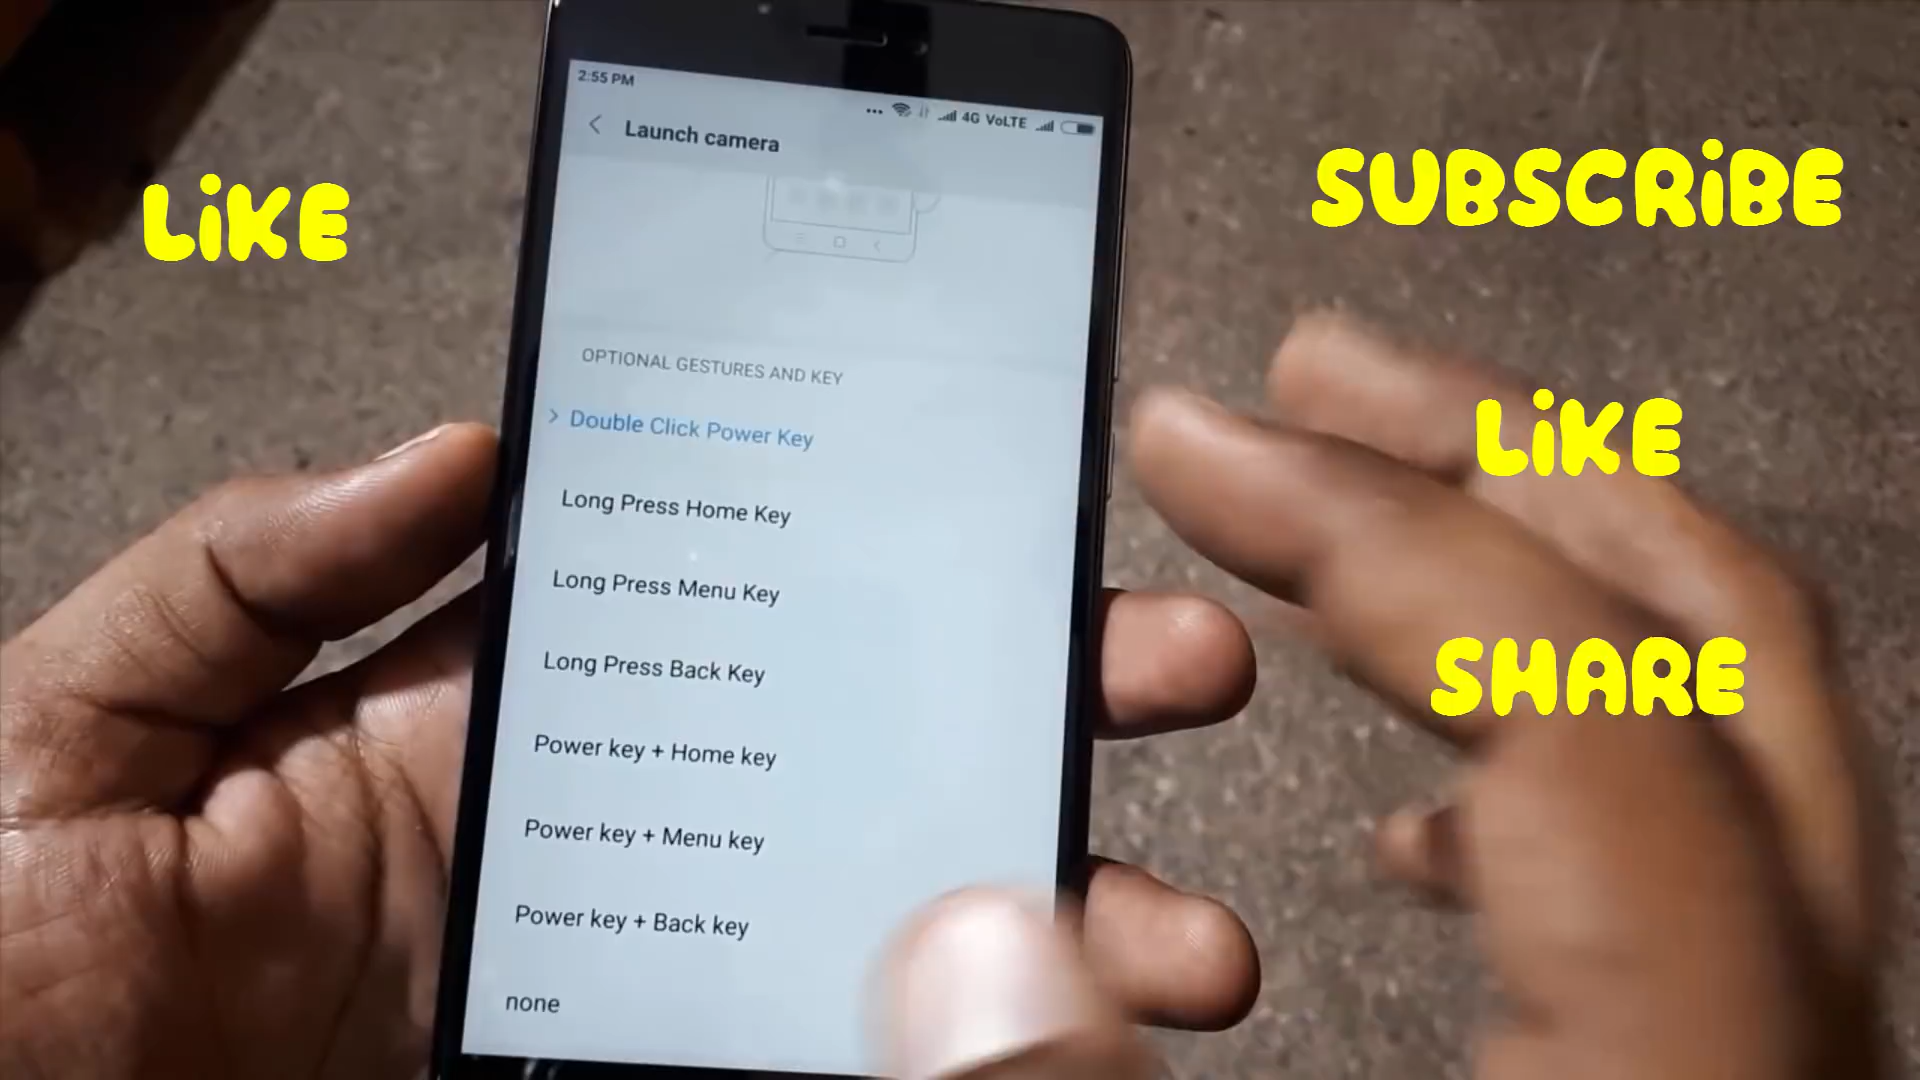 2:55 PM
4G VoLTE
Launch camera
OPTIONAL GESTURES AND KEY
Double Click Power Key
Long Press Home Key
Long Press Menu Key
Long Press Back Key
Power key + Home key
Power key + Menu key
Power key + Back key
none
LiKE
SUBSCRiBE
LiKE
SHARE